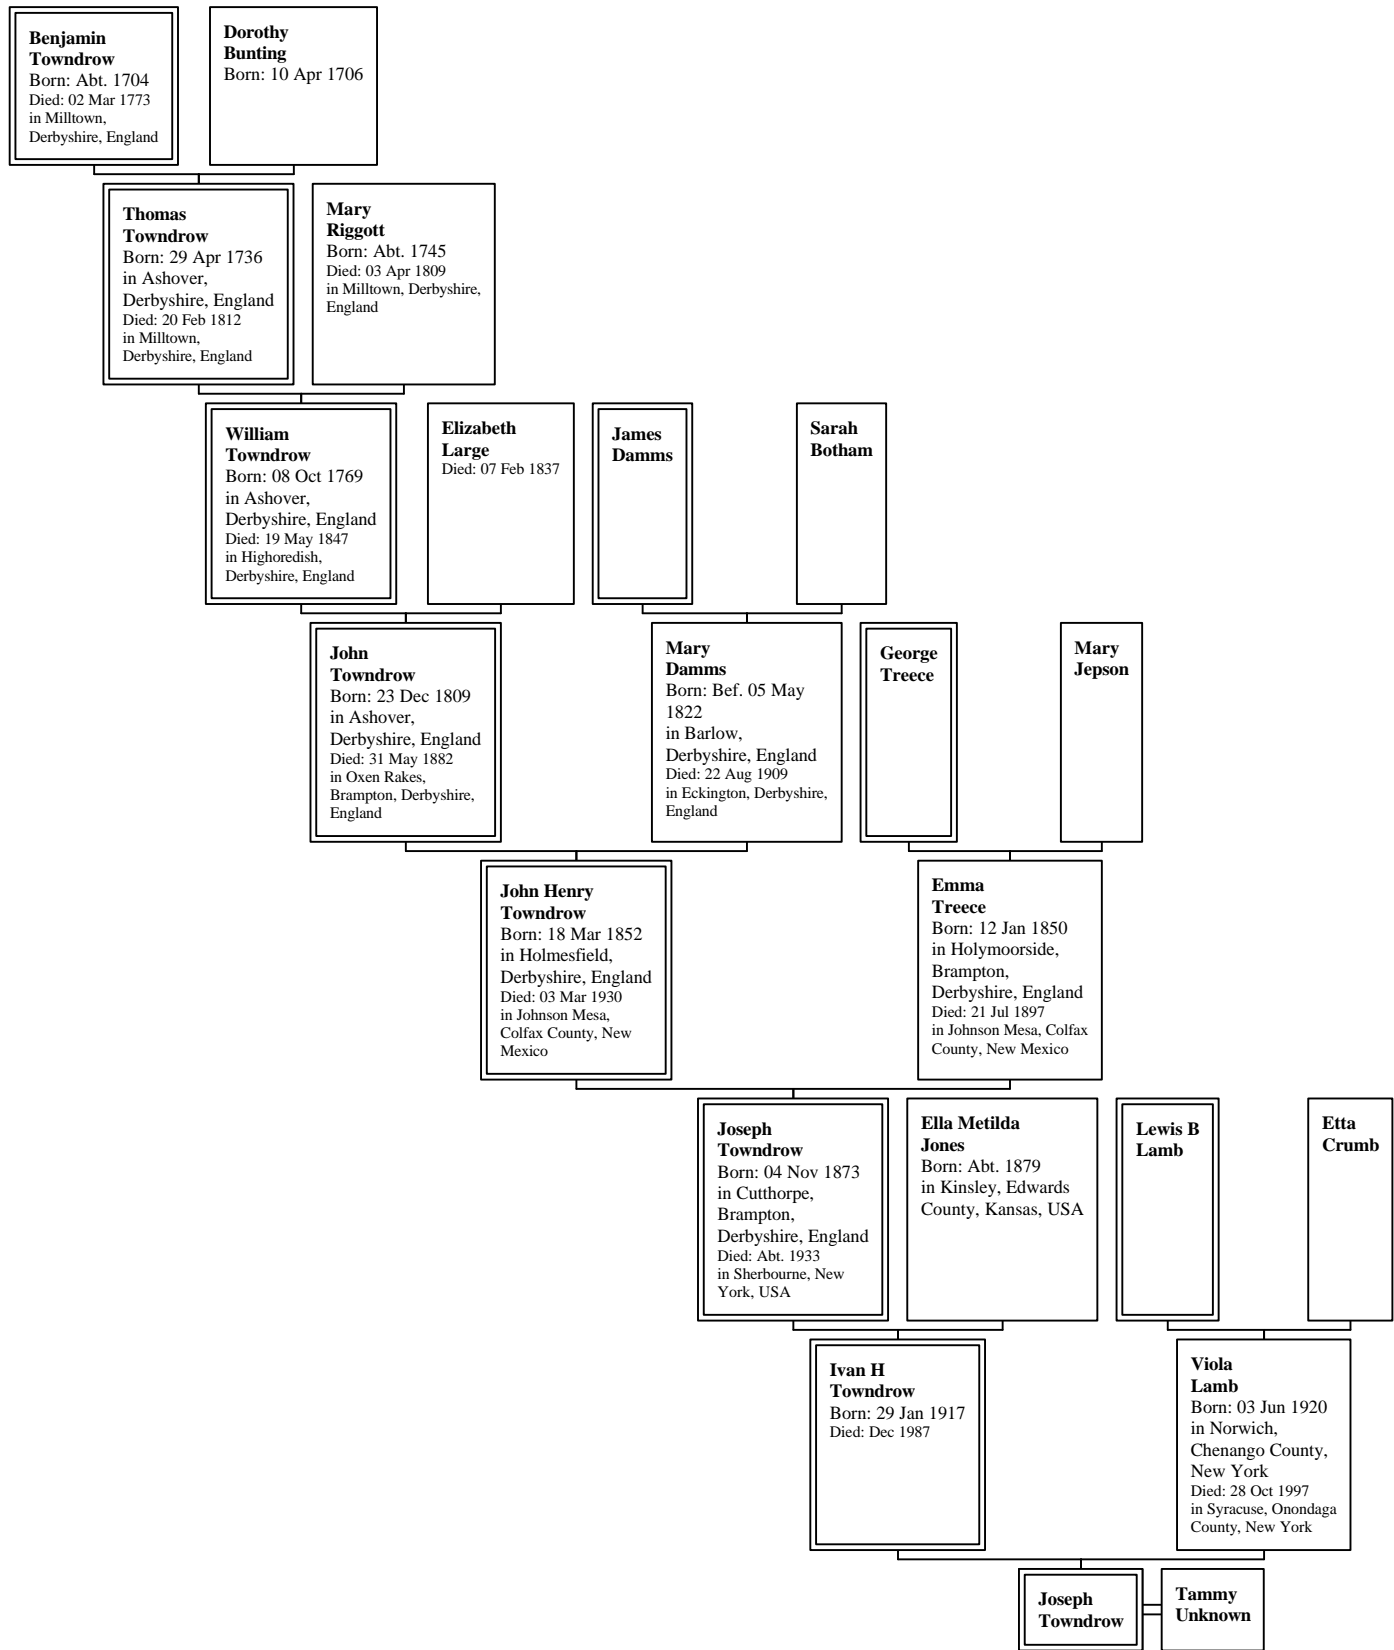 Benjamin
Towndrow
Born: Abt. 1704
Died: 02 Mar 1773
in Milltown,
Derbyshire, England
Dorothy
Bunting
Born: 10 Apr 1706
Thomas
Towndrow
Born: 29 Apr 1736
in Ashover,
Derbyshire, England
Died: 20 Feb 1812
in Milltown,
Derbyshire, England
Mary
Riggott
Born: Abt. 1745
Died: 03 Apr 1809
in Milltown, Derbyshire,
England
William
Towndrow
Born: 08 Oct 1769
in Ashover,
Derbyshire, England
Died: 19 May 1847
in Highoredish,
Derbyshire, England
Elizabeth
Large
Died: 07 Feb 1837
James
Damms
Sarah
Botham
John
Towndrow
Born: 23 Dec 1809
in Ashover,
Derbyshire, England
Died: 31 May 1882
in Oxen Rakes,
Brampton, Derbyshire,
England
Mary
Damms
Born: Bef. 05 May
1822
in Barlow,
Derbyshire, England
Died: 22 Aug 1909
in Eckington, Derbyshire,
England
George
Treece
Mary
Jepson
John Henry
Towndrow
Born: 18 Mar 1852
in Holmesfield,
Derbyshire, England
Died: 03 Mar 1930
in Johnson Mesa,
Colfax County, New
Mexico
Emma
Treece
Born: 12 Jan 1850
in Holymoorside,
Brampton,
Derbyshire, England
Died: 21 Jul 1897
in Johnson Mesa, Colfax
County, New Mexico
Joseph
Towndrow
Born: 04 Nov 1873
in Cutthorpe,
Brampton,
Derbyshire, England
Died: Abt. 1933
in Sherbourne, New
York, USA
Ella Metilda
Jones
Born: Abt. 1879
in Kinsley, Edwards
County, Kansas, USA
Lewis B
Lamb
Etta
Crumb
Ivan H
Towndrow
Born: 29 Jan 1917
Died: Dec 1987
Viola
Lamb
Born: 03 Jun 1920
in Norwich,
Chenango County,
New York
Died: 28 Oct 1997
in Syracuse, Onondaga
County, New York
Joseph
Towndrow
Tammy
Unknown